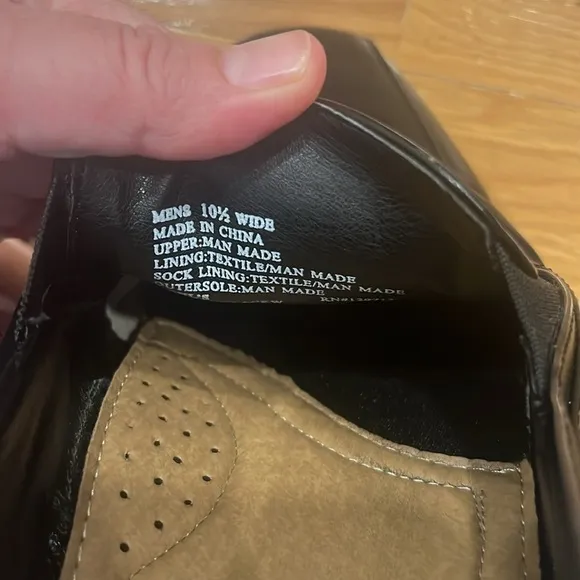 MENS 10½ WIDE
MADE IN CHINA
UPPER:MAN MADE
LINING:TEXTILE/MAN MADE
SOCK LINING:TEXTILE/MAN MADE
OUTERSOLE:MAN MADE